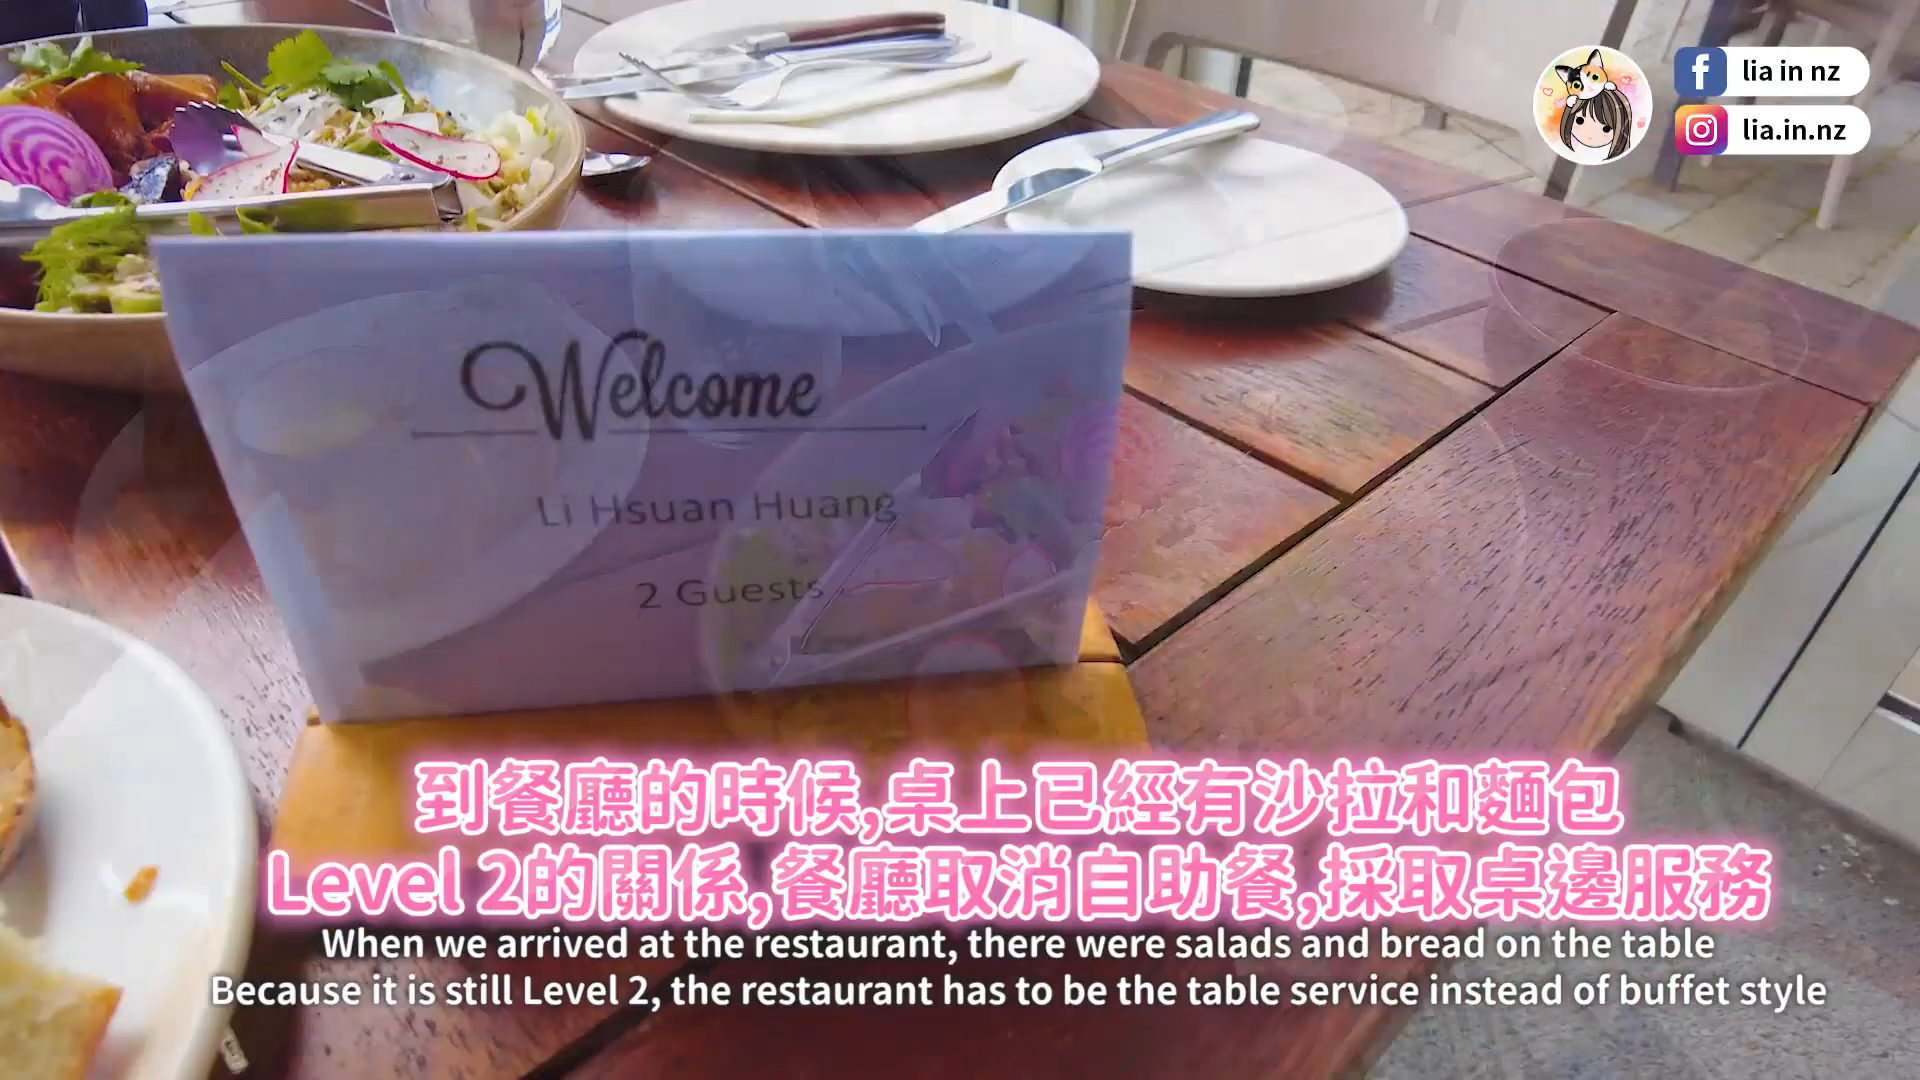 lia in nz
lia.in.nz
Welcome
Li Hsuan Huang
2 Guests
到餐廳的時候,桌上已經有沙拉和麵包
Level 2的關係,餐廳取消自助餐,採取桌邊服務
When we arrived at the restaurant, there were salads and bread on the table
Because it is still Level 2, the restaurant has to be the table service instead of buffet style